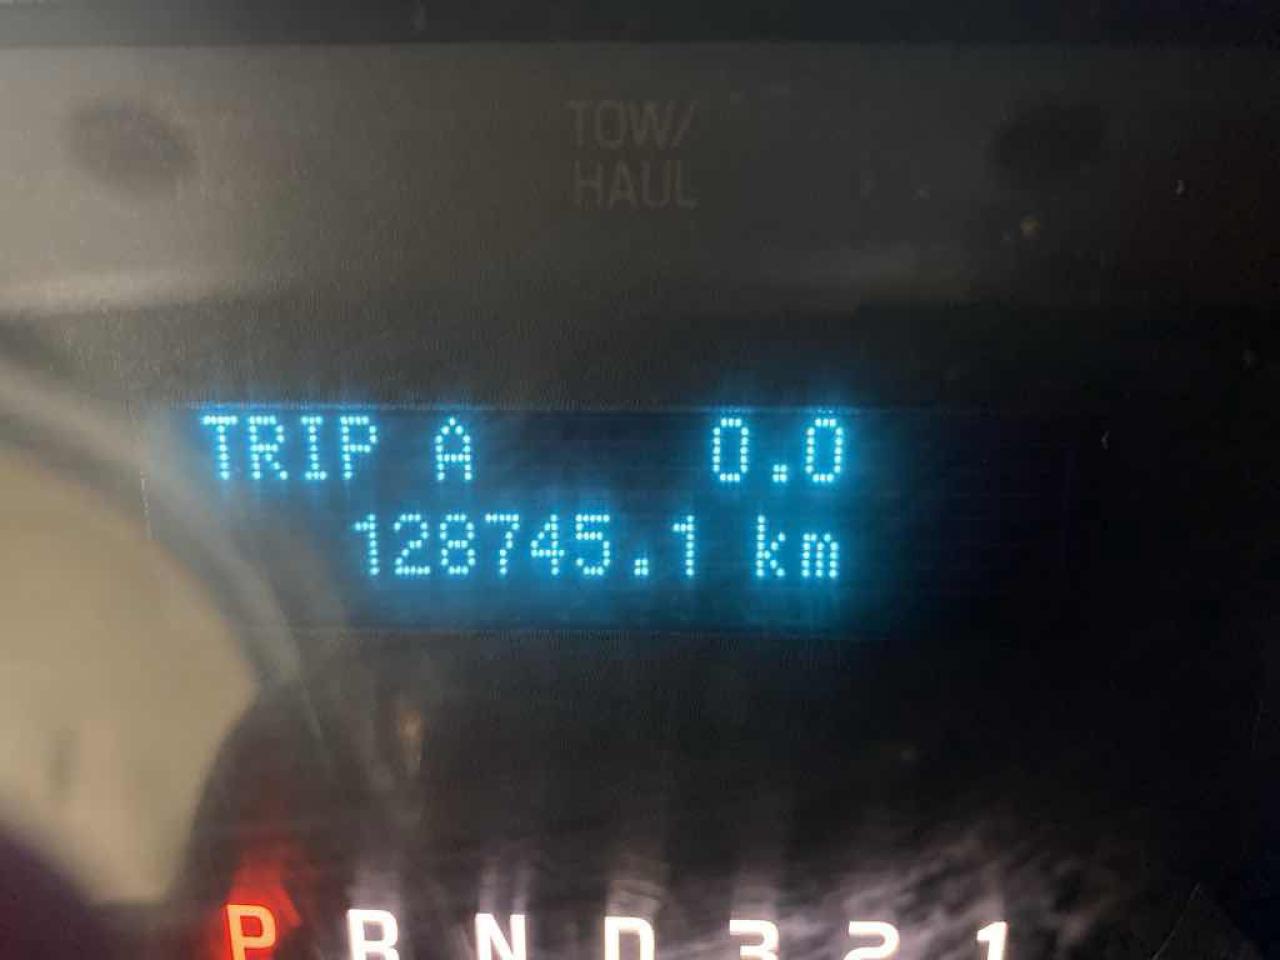 TOW/
HAUL
TRIP A 0.0
128745.1 km
P R N D 3 2 1